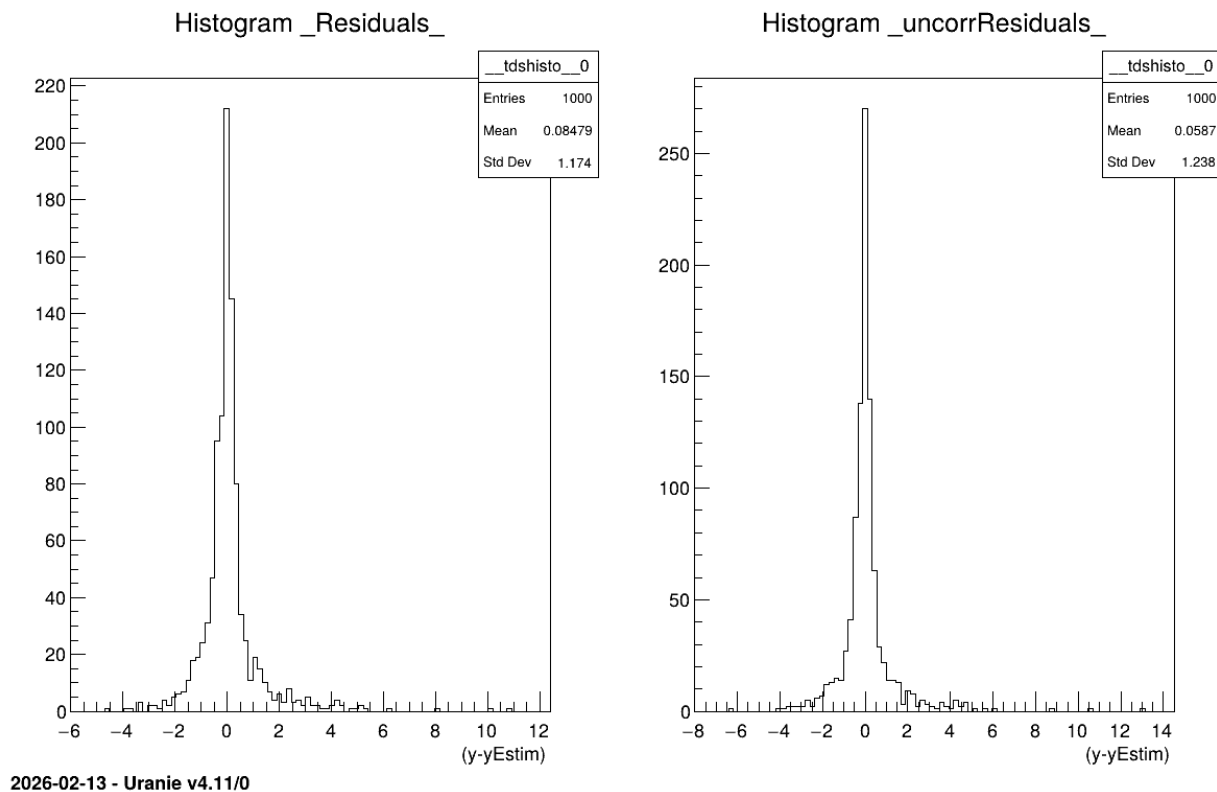 Histogram _Residuals_
__tdshisto__0
Entries 1000
Mean 0.08479
Std Dev 1.174
220
200
180
160
140
120
100
80
60
40
20
0
−6 −4 −2 0 2 4 6 8 10 12
(y-yEstim)
Histogram _uncorrResiduals_
__tdshisto__0
Entries 1000
Mean 0.0587
Std Dev 1.238
250
200
150
100
50
0
−8 −6 −4 −2 0 2 4 6 8 10 12 14
(y-yEstim)
2026-02-13 - Uranie v4.11/0